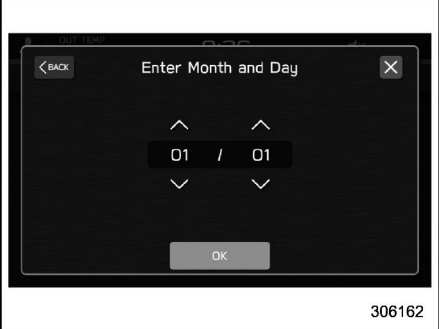 OUT TEMP
BACK
Enter Month and Day
01 / 01
OK
306162